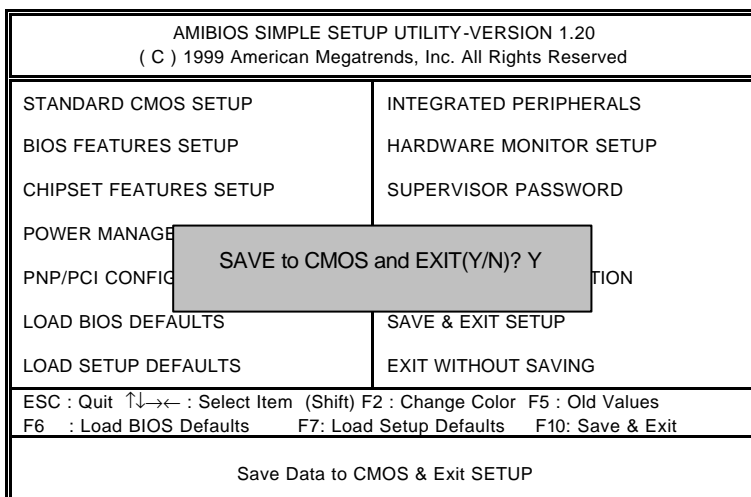 AMIBIOS SIMPLE SETUP UTILITY-VERSION 1.20
( C ) 1999 American Megatrends, Inc. All Rights Reserved
STANDARD CMOS SETUP
BIOS FEATURES SETUP
CHIPSET FEATURES SETUP
POWER MANAGE
PNP/PCI CONFIG
LOAD BIOS DEFAULTS
LOAD SETUP DEFAULTS
INTEGRATED PERIPHERALS
HARDWARE MONITOR SETUP
SUPERVISOR PASSWORD
TION
SAVE & EXIT SETUP
EXIT WITHOUT SAVING
SAVE to CMOS and EXIT(Y/N)? Y
ESC : Quit ↑↓→← : Select Item (Shift) F2 : Change Color F5 : Old Values
F6 : Load BIOS Defaults F7: Load Setup Defaults F10: Save & Exit
Save Data to CMOS & Exit SETUP